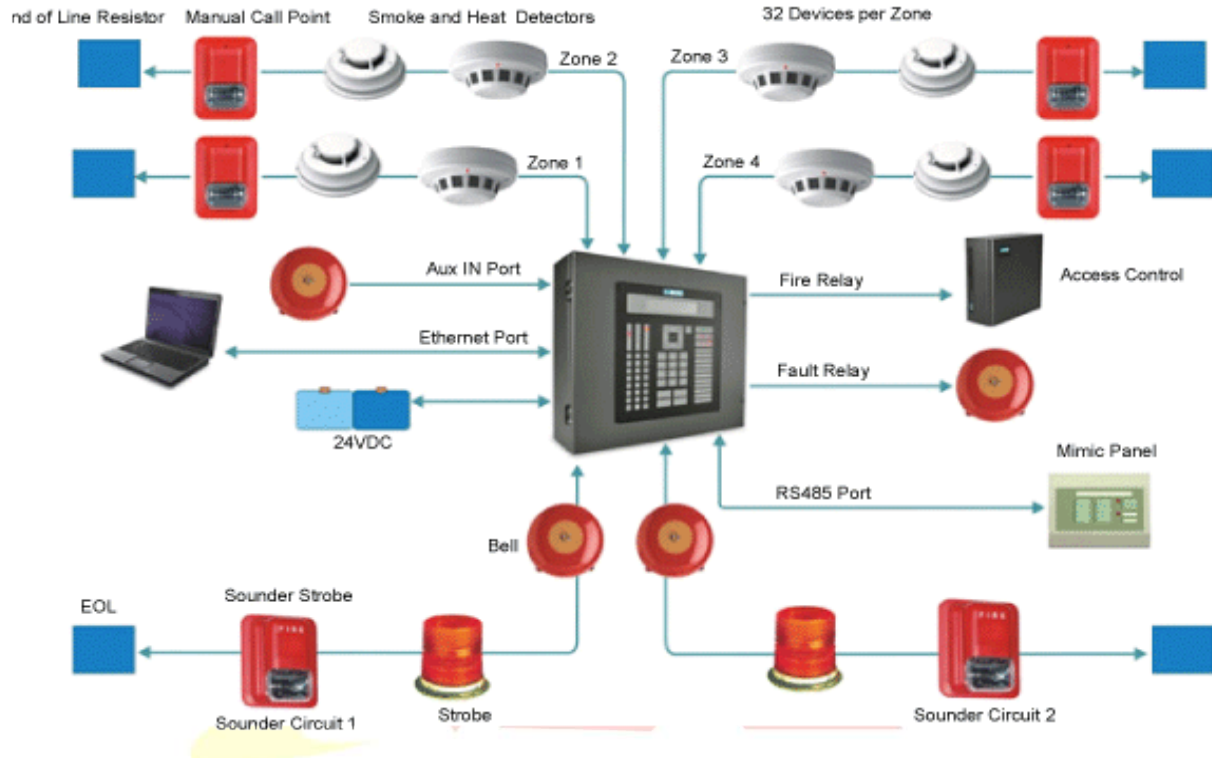 nd of Line Resistor
Manual Call Point
Smoke and Heat Detectors
32 Devices per Zone
Zone 2
Zone 3
Zone 1
Zone 4
Aux IN Port
Fire Relay
Access Control
Ethernet Port
Fault Relay
24VDC
Mimic Panel
RS485 Port
Bell
EOL
Sounder Strobe
FIRE
FIRE
Sounder Circuit 1
Strobe
Sounder Circuit 2